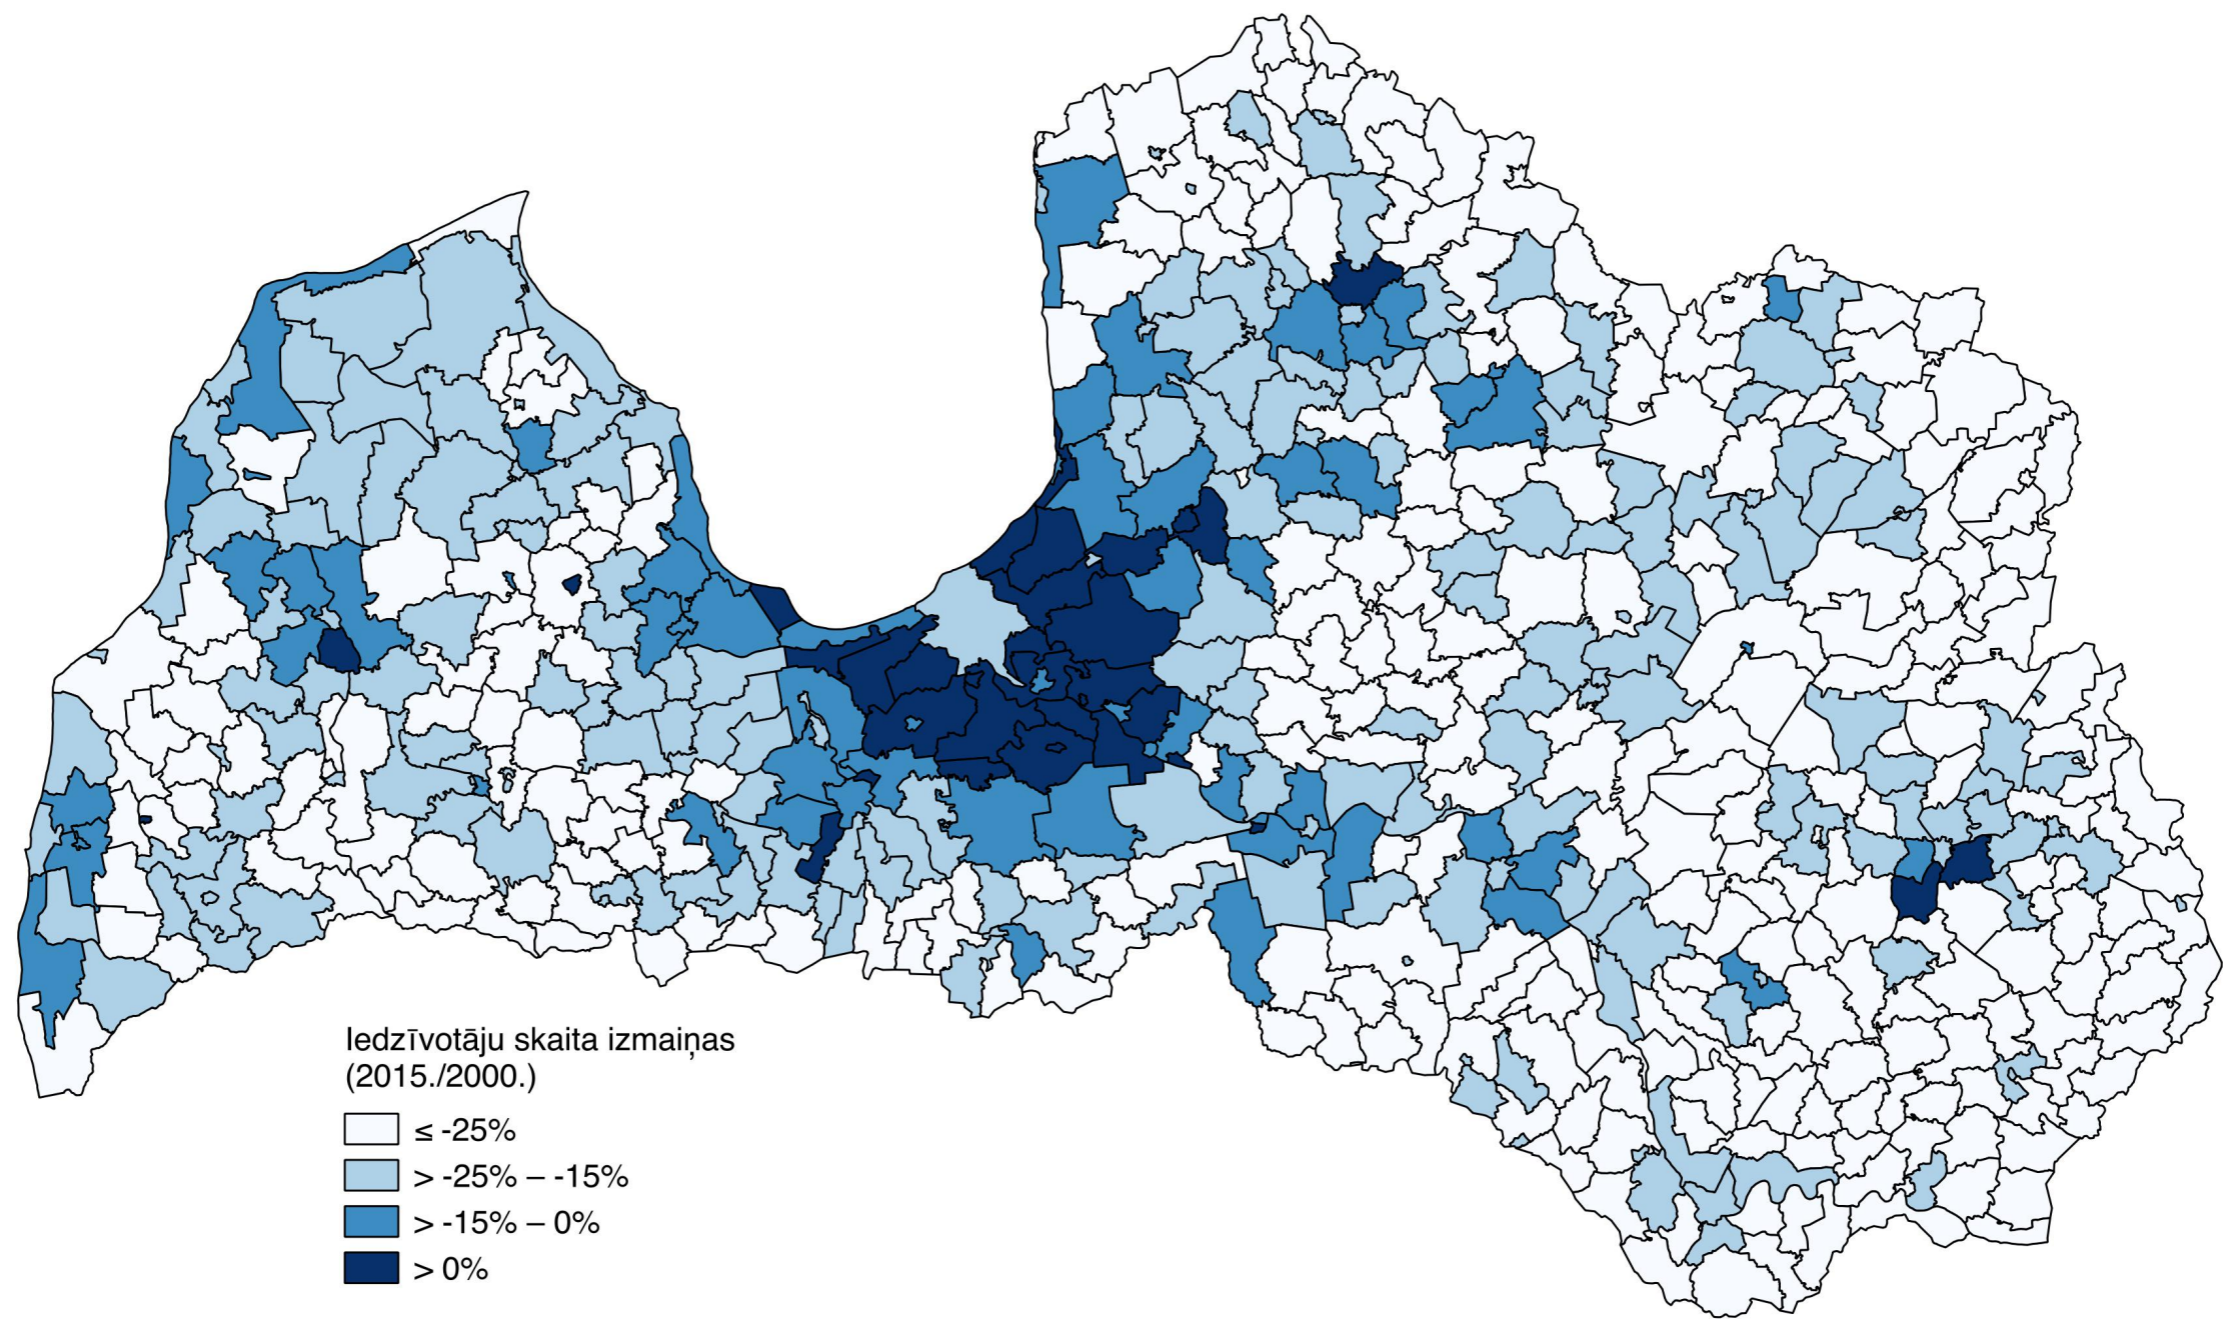 Iedzīvotāju skaita izmaiņas
(2015./2000.)
≤ -25%
> -25% – -15%
> -15% – 0%
> 0%